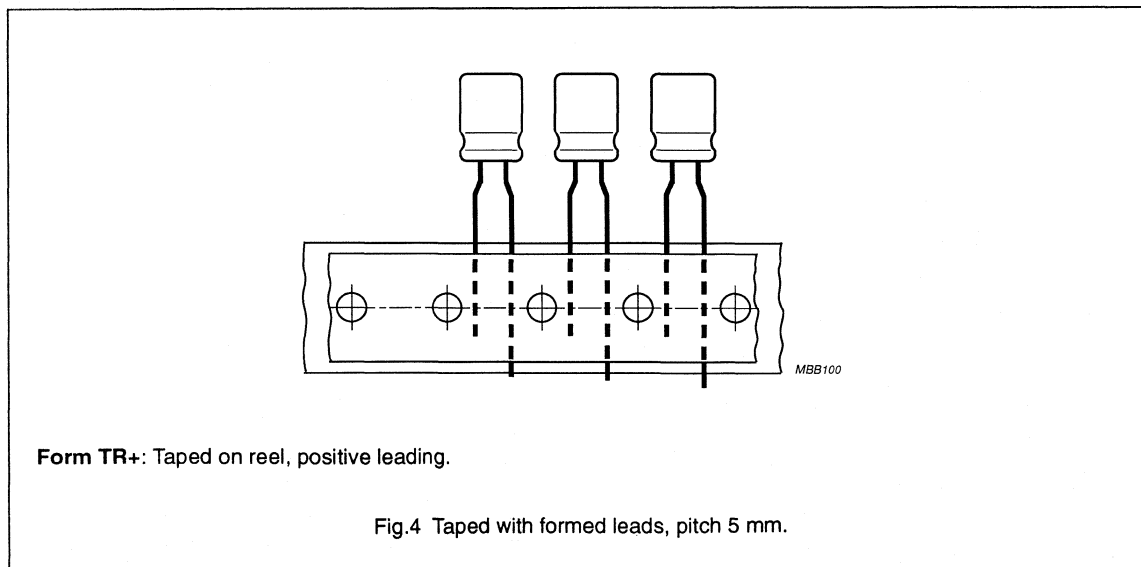 MBB100
Form TR+: Taped on reel, positive leading.
Fig.4 Taped with formed leads, pitch 5 mm.